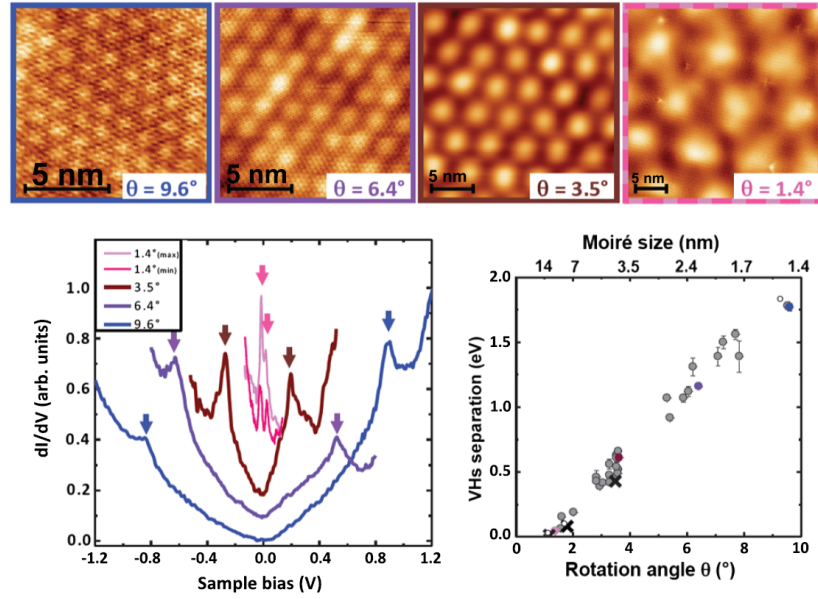 5 nm
θ = 9.6°
5 nm
θ = 6.4°
5 nm
θ = 3.5°
5 nm
θ = 1.4°
1.4°(max)
1.4°(min)
3.5°
6.4°
9.6°
dI/dV (arb. units)
1.0
0.8
0.6
0.4
0.2
0.0
-1.2 -0.8 -0.4 0.0 0.4 0.8 1.2
Sample bias (V)
Moiré size (nm)
14 7 3.5 2.4 1.7 1.4
VHs separation (eV)
2.0
1.5
1.0
0.5
0.0
0 2 4 6 8 10
Rotation angle θ (°)